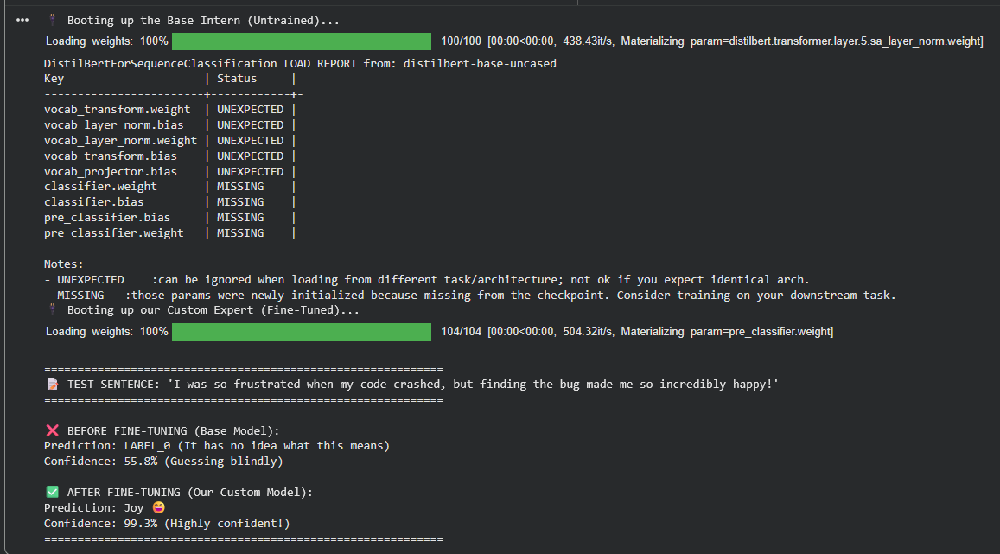 ••• 🕴 Booting up the Base Intern (Untrained)...
Loading weights: 100% 100/100 [00:00<00:00, 438.43it/s, Materializing param=distilbert.transformer.layer.5.sa_layer_norm.weight]
DistilBertForSequenceClassification LOAD REPORT from: distilbert-base-uncased
Key                     | Status     |
------------------------+------------+-
vocab_transform.weight  | UNEXPECTED |
vocab_layer_norm.bias   | UNEXPECTED |
vocab_layer_norm.weight | UNEXPECTED |
vocab_transform.bias    | UNEXPECTED |
vocab_projector.bias    | UNEXPECTED |
classifier.weight       | MISSING    |
classifier.bias         | MISSING    |
pre_classifier.bias     | MISSING    |
pre_classifier.weight   | MISSING    |

Notes:
- UNEXPECTED    :can be ignored when loading from different task/architecture; not ok if you expect identical arch.
- MISSING   :those params were newly initialized because missing from the checkpoint. Consider training on your downstream task.
🕴 Booting up our Custom Expert (Fine-Tuned)...
Loading weights: 100% 104/104 [00:00<00:00, 504.32it/s, Materializing param=pre_classifier.weight]

============================================================
📝 TEST SENTENCE: 'I was so frustrated when my code crashed, but finding the bug made me so incredibly happy!'
============================================================

❌ BEFORE FINE-TUNING (Base Model):
Prediction: LABEL_0 (It has no idea what this means)
Confidence: 55.8% (Guessing blindly)

✅ AFTER FINE-TUNING (Our Custom Model):
Prediction: Joy 😄
Confidence: 99.3% (Highly confident!)
============================================================